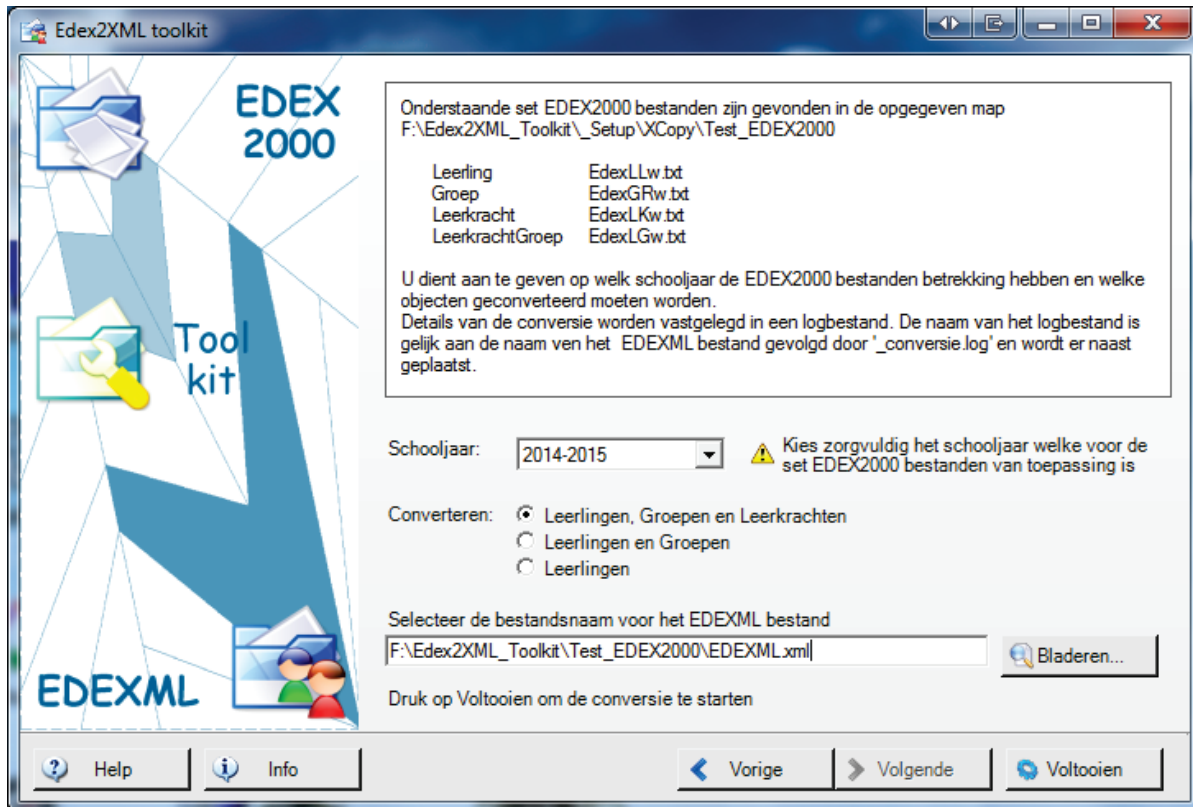 Edex2XML toolkit
EDEX
2000
Tool
kit
EDEXML
Onderstaande set EDEX2000 bestanden zijn gevonden in de opgegeven map
F:\Edex2XML_Toolkit\_Setup\XCopy\Test_EDEX2000
Leerling EdexLLw.txt
Groep EdexGRw.txt
Leerkracht EdexLKw.txt
LeerkrachtGroep EdexLGw.txt
U dient aan te geven op welk schooljaar de EDEX2000 bestanden betrekking hebben en welke
objecten geconverteerd moeten worden.
Details van de conversie worden vastgelegd in een logbestand. De naam van het logbestand is
gelijk aan de naam ven het  EDEXML bestand gevolgd door '_conversie.log' en wordt er naast
geplaatst.
Schooljaar: 2014-2015
Kies zorgvuldig het schooljaar welke voor de
set EDEX2000 bestanden van toepassing is
Converteren: Leerlingen, Groepen en Leerkrachten
Leerlingen en Groepen
Leerlingen
Selecteer de bestandsnaam voor het EDEXML bestand
F:\Edex2XML_Toolkit\Test_EDEX2000\EDEXML.xml
Bladeren...
Druk op Voltooien om de conversie te starten
Help Info Vorige Volgende Voltooien